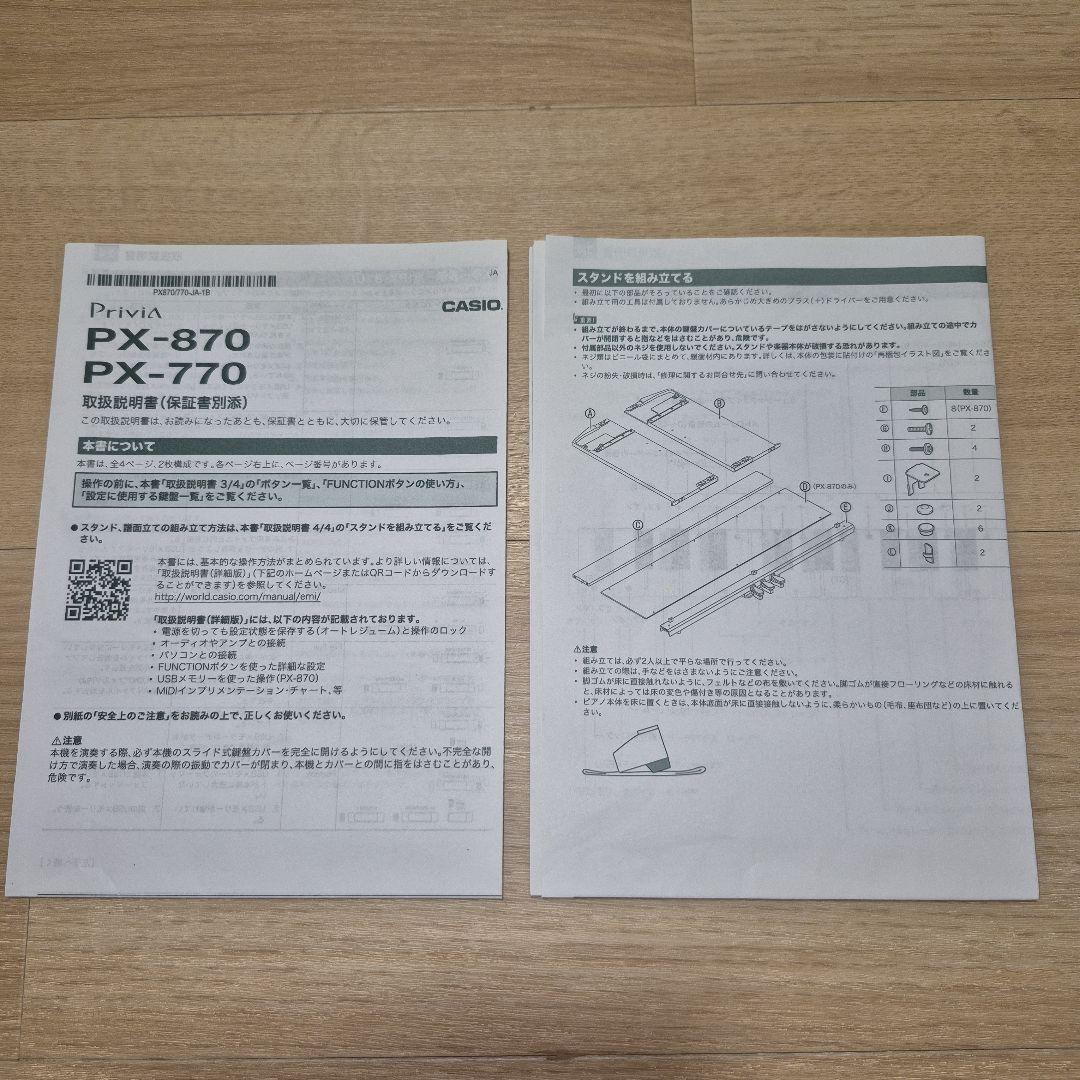 JA
PX870/770-JA-1B
Privia
CASIO
PX-870
PX-770
取扱説明書(保証書別添)
この取扱説明書は、お読みになったあとも、保証書とともに、大切に保管してください。
本書について
本書は、全4ページ、2枚構成です。各ページ右上に、ページ番号があります。
操作の前に、本書「取扱説明書 3/4」の「ボタン一覧」、「FUNCTIONボタンの使い方」、
「設定に使用する鍵盤一覧」をご覧ください。
● スタンド、譜面立ての組み立て方法は、本書「取扱説明書 4/4」の「スタンドを組み立てる」をご覧くだ
さい。
本書には、基本的な操作方法がまとめられています。より詳しい情報については、
「取扱説明書(詳細版)」(下記のホームページまたはQRコードからダウンロードす
ることができます)を参照してください。
http://world.casio.com/manual/emi/
「取扱説明書(詳細版)」には、以下の内容が記載されております。
・電源を切っても設定状態を保存する(オートレジューム)と操作のロック
・オーディオやアンプとの接続
・パソコンとの接続
・FUNCTIONボタンを使った詳細な設定
・USBメモリーを使った操作(PX-870)
・MIDIインプリメンテーション・チャート、等
● 別紙の「安全上のご注意」をお読みの上で、正しくお使いください。
⚠注意
本機を演奏する際、必ず本機のスライド式鍵盤カバーを完全に開けるようにしてください。不完全な開
け方で演奏した場合、演奏の際の振動でカバーが閉まり、本機とカバーとの間に指をはさむことがあり、
危険です。
スタンドを組み立てる
・最初に以下の部品がそろっていることをご確認ください。
・組み立て用の工具は付属しておりません。あらかじめ大きめのプラス(+)ドライバーをご用意ください。
重要!
・組み立てが終わるまで、本体の鍵盤カバーについているテープをはがさないようにしてください。組み立ての途中でカ
バーが開閉すると指などをはさむことがあり、危険です。
・付属部品以外のネジを使用しないでください。スタンドや楽器本体が破損する恐れがあります。
・ネジ類はビニール袋にまとめて、緩衝材内にあります。詳しくは、本体の包装に貼付けの「再梱包イラスト図」をご覧くださ
い。
・ネジの紛失・破損時は、「修理に関するお問合せ先」に問い合わせてください。
部品 数量
Ⓕ 8(PX-870)
Ⓖ 2
Ⓗ 4
Ⓘ 2
Ⓙ 2
Ⓚ 6
Ⓛ 2
Ⓐ
Ⓑ
Ⓒ
Ⓓ (PX-870のみ)
Ⓔ
⚠注意
・組み立ては、必ず2人以上で平らな場所で行ってください。
・組み立ての際は、手などをはさまないようにご注意ください。
・脚ゴムが床に直接触れないように、フェルトなどの布を敷いてください。脚ゴムが直接フローリングなどの床材に触れる
と、床材によっては床の変色や傷付き等の原因となることがあります。
・ピアノ本体を床に置くときは、本体底面が床に直接接触しないように、柔らかいもの(毛布、座布団など)の上に置いてくだ
さい。